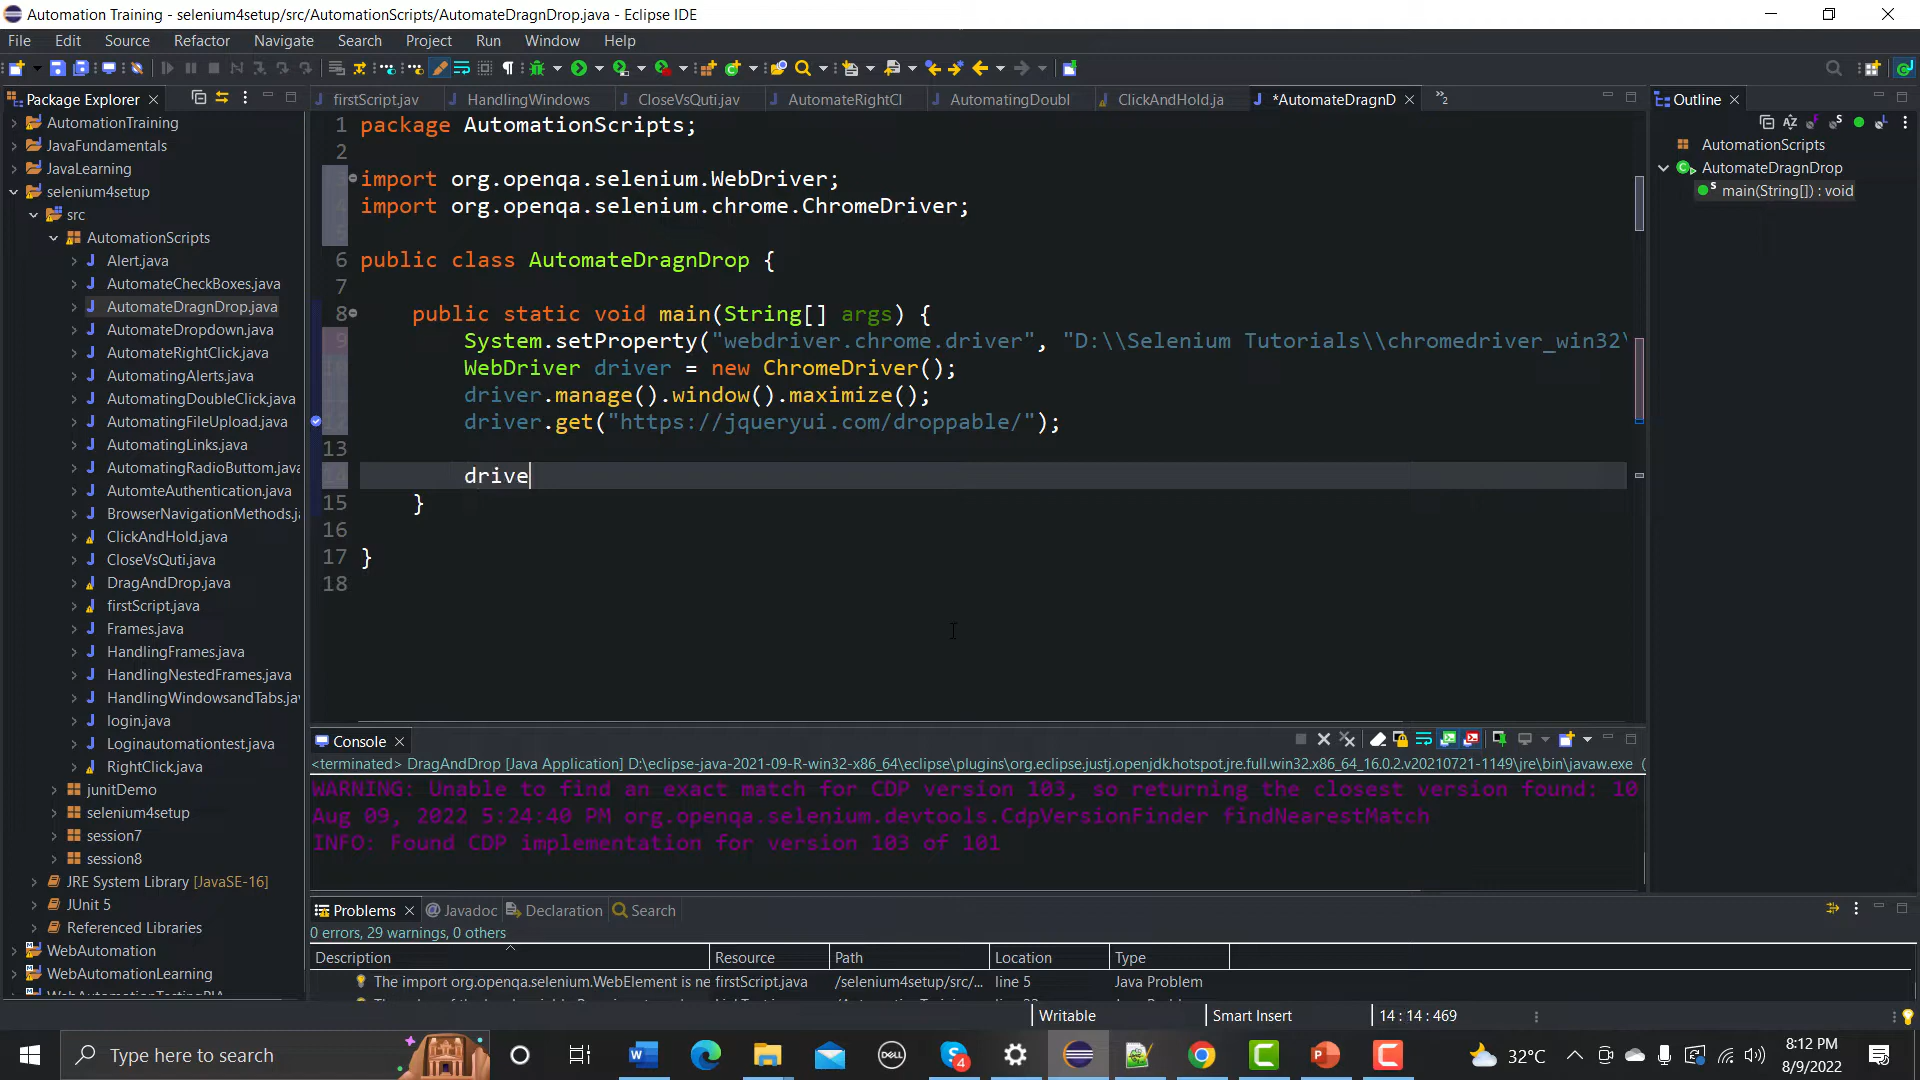 Automation Training - selenium4setup/src/AutomationScripts/AutomateDragnDrop.java - Eclipse IDE
File Edit Source Refactor Navigate Search Project Run Window Help
Package Explorer
AutomationTraining
JavaFundamentals
JavaLearning
selenium4setup
src
AutomationScripts
Alert.java
AutomateCheckBoxes.java
AutomateDragnDrop.java
AutomateDropdown.java
AutomateRightClick.java
AutomatingAlerts.java
AutomatingDoubleClick.java
AutomatingFileUpload.java
AutomatingLinks.java
AutomatingRadioButtom.java
AutomteAuthentication.java
BrowserNavigationMethods.ja
ClickAndHold.java
CloseVsQuti.java
DragAndDrop.java
firstScript.java
Frames.java
HandlingFrames.java
HandlingNestedFrames.java
HandlingWindowsandTabs.jav
login.java
Loginautomationtest.java
RightClick.java
junitDemo
selenium4setup
session7
session8
JRE System Library [JavaSE-16]
JUnit 5
Referenced Libraries
WebAutomation
WebAutomationLearning
firstScript.jav HandlingWindows CloseVsQuti.jav AutomateRightCl AutomatingDoubl ClickAndHold.ja *AutomateDragnD »2
1 package AutomationScripts;
2
3 import org.openqa.selenium.WebDriver;
import org.openqa.selenium.chrome.ChromeDriver;
6 public class AutomateDragnDrop {
7
8 public static void main(String[] args) {
9 System.setProperty("webdriver.chrome.driver", "D:\\Selenium Tutorials\\chromedriver_win32\
10 WebDriver driver = new ChromeDriver();
driver.manage().window().maximize();
12 driver.get("https://jqueryui.com/droppable/");
13
14 drive
15 }
16
17 }
18
Outline
AutomationScripts
AutomateDragnDrop
main(String[]) : void
Console
<terminated> DragAndDrop [Java Application] D:\eclipse-java-2021-09-R-win32-x86_64\eclipse\plugins\org.eclipse.justj.openjdk.hotspot.jre.full.win32.x86_64_16.0.2.v20210721-1149\jre\bin\javaw.exe (
WARNING: Unable to find an exact match for CDP version 103, so returning the closest version found: 10
Aug 09, 2022 5:24:40 PM org.openqa.selenium.devtools.CdpVersionFinder findNearestMatch
INFO: Found CDP implementation for version 103 of 101
Problems Javadoc Declaration Search
0 errors, 29 warnings, 0 others
Description Resource Path Location Type
The import org.openqa.selenium.WebElement is ne firstScript.java /selenium4setup/src/... line 5 Java Problem
Writable Smart Insert 14 : 14 : 469
Type here to search
32°C
8:12 PM
8/9/2022